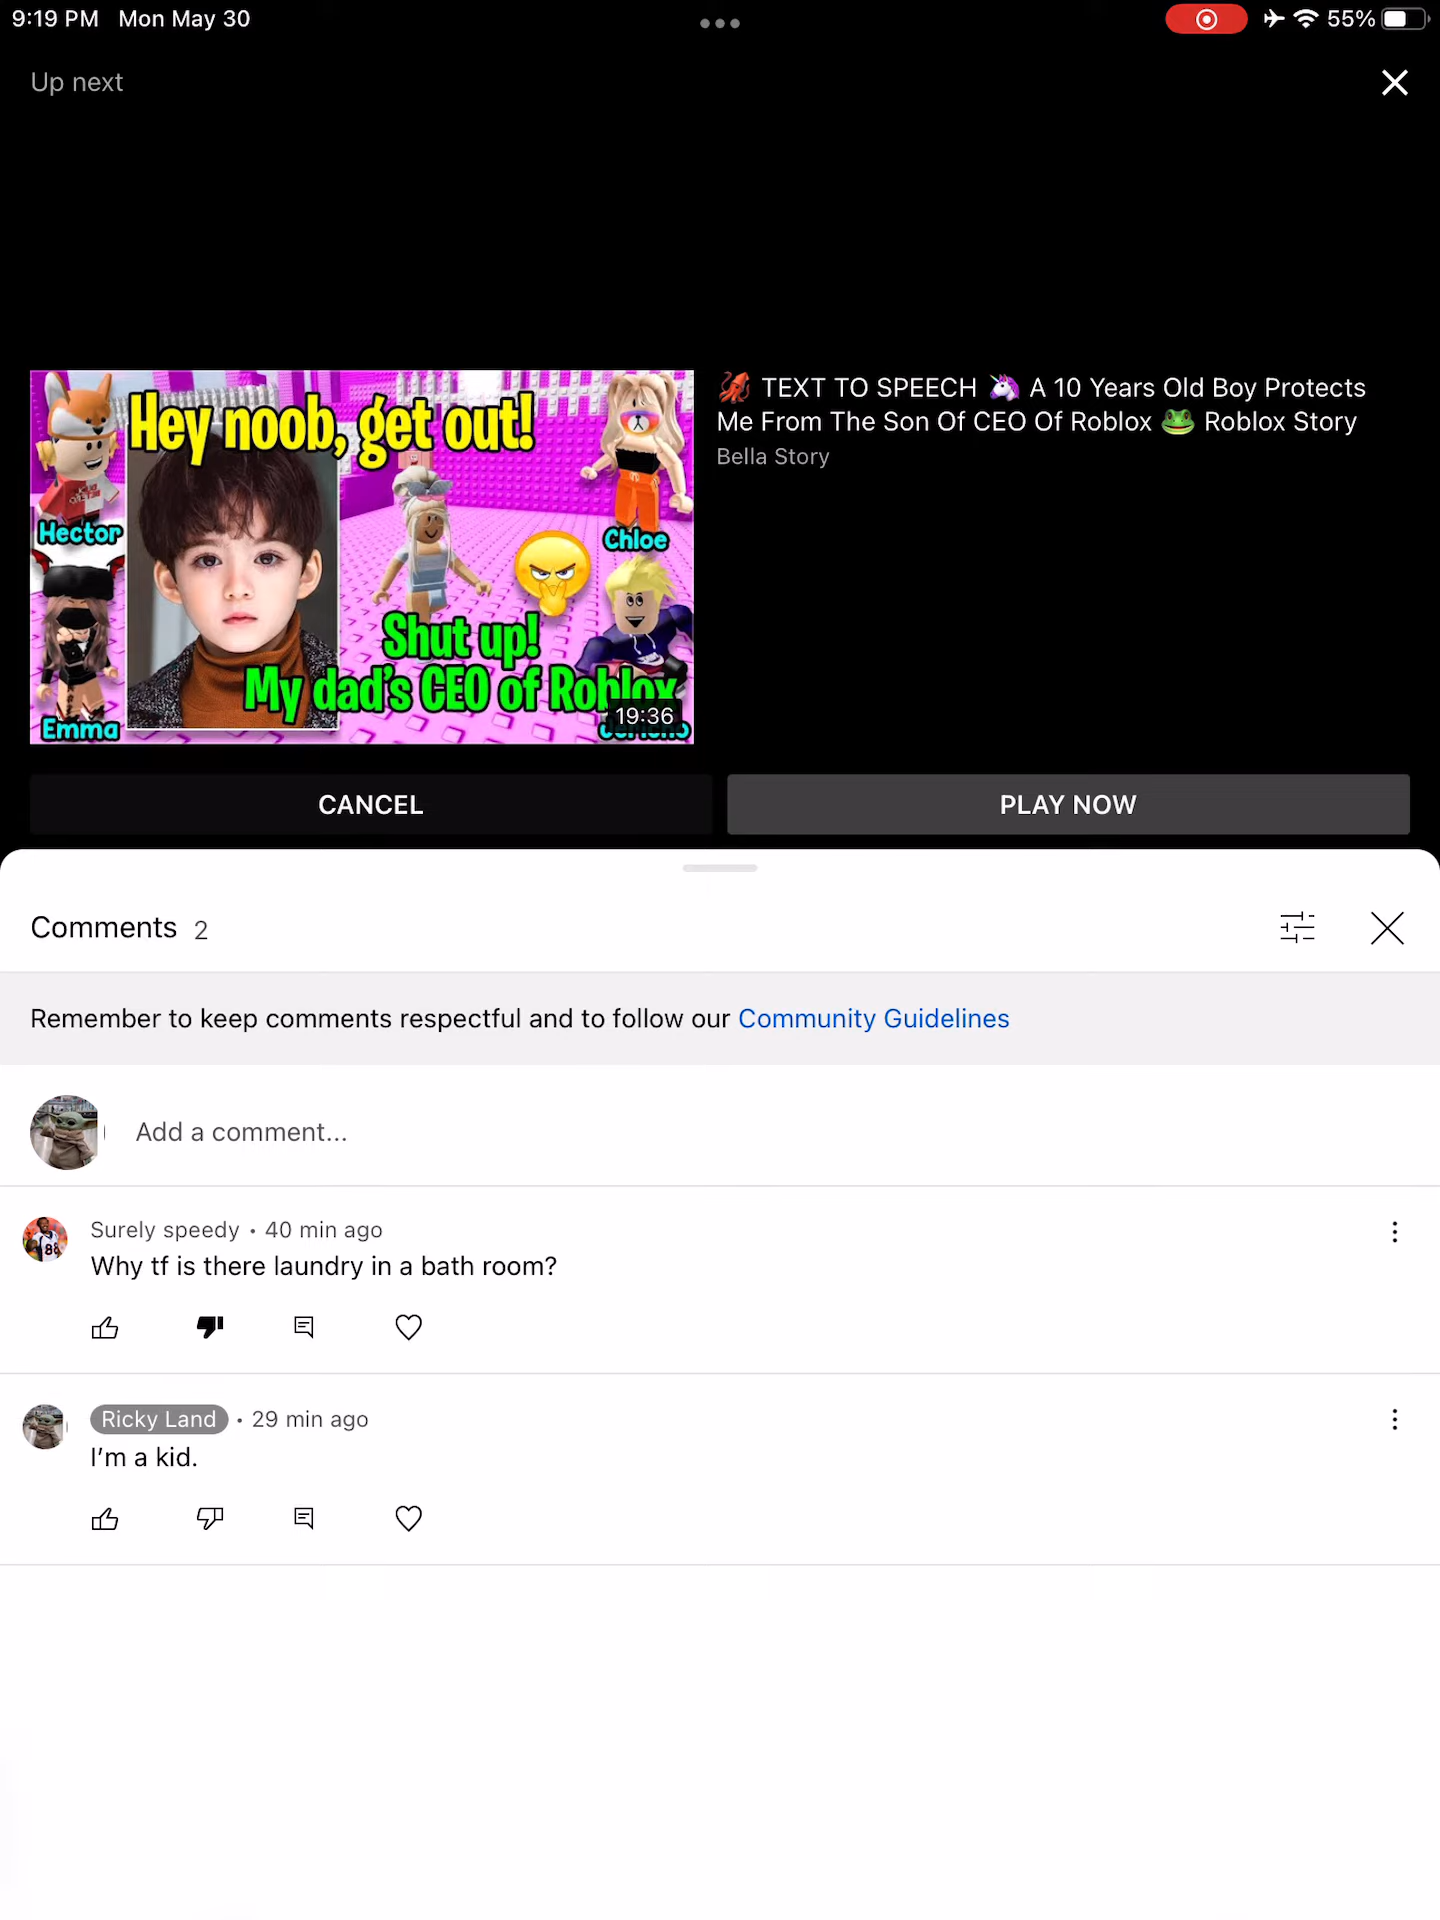 9:19 PM Mon May 30
55%
Up next
Hey noob, get out!
Hector
Chloe
Shut up!
My dad's CEO of Roblox
19:36
Emma
TEXT TO SPEECH 🦄 A 10 Years Old Boy Protects
Me From The Son Of CEO Of Roblox 🐸 Roblox Story
Bella Story
CANCEL
PLAY NOW
Comments 2
Remember to keep comments respectful and to follow our Community Guidelines
Add a comment...
Surely speedy • 40 min ago
Why tf is there laundry in a bath room?
Ricky Land • 29 min ago
I'm a kid.